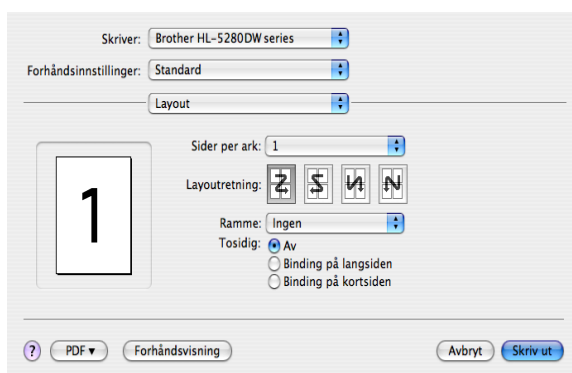 Skriver: Brother HL-5280DW series
Forhåndsinnstillinger: Standard
Layout
Sider per ark: 1
1
Layoutretning:
Ramme: Ingen
Tosidig: Av
Binding på langsiden
Binding på kortsiden
? PDF▼ Forhåndsvisning Avbryt Skriv ut